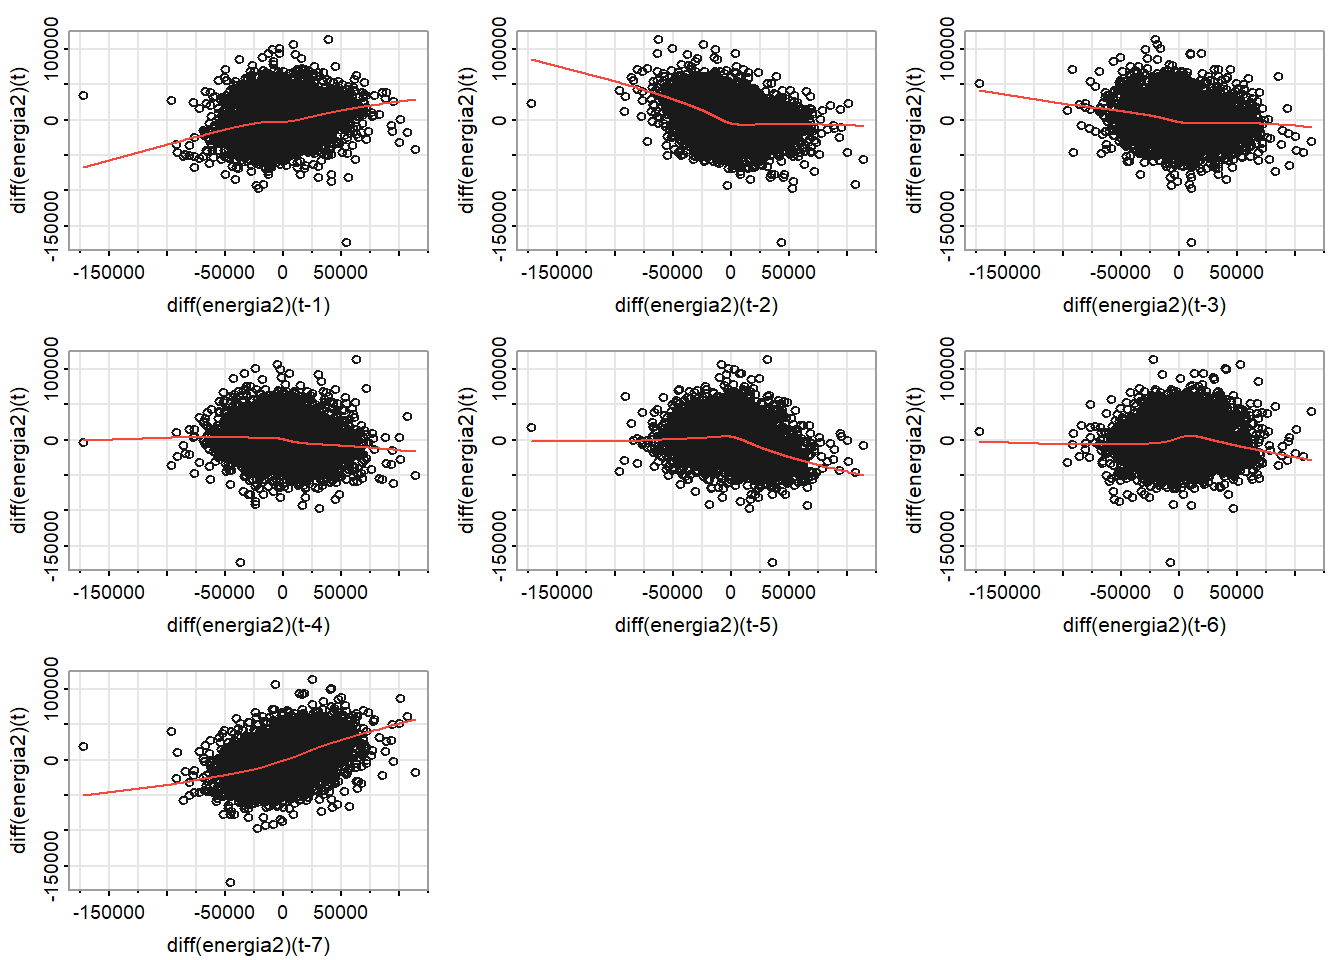 diff(energia2)(t)
100000
0
-150000
-150000 -50000 0 50000
diff(energia2)(t-1)
diff(energia2)(t)
100000
0
-150000
-150000 -50000 0 50000
diff(energia2)(t-2)
diff(energia2)(t)
100000
0
-150000
-150000 -50000 0 50000
diff(energia2)(t-3)
diff(energia2)(t)
100000
0
-150000
-150000 -50000 0 50000
diff(energia2)(t-4)
diff(energia2)(t)
100000
0
-150000
-150000 -50000 0 50000
diff(energia2)(t-5)
diff(energia2)(t)
100000
0
-150000
-150000 -50000 0 50000
diff(energia2)(t-6)
diff(energia2)(t)
100000
0
-150000
-150000 -50000 0 50000
diff(energia2)(t-7)